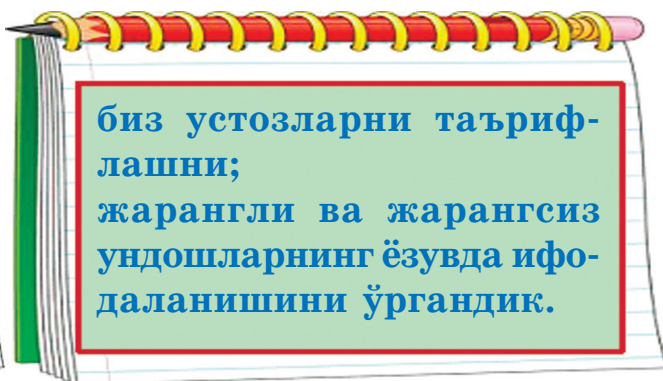 биз устозларни таъриф-
лашни;
жарангли ва жарангсиз
ундошларнинг ёзувда ифо-
даланишини ўргандик.